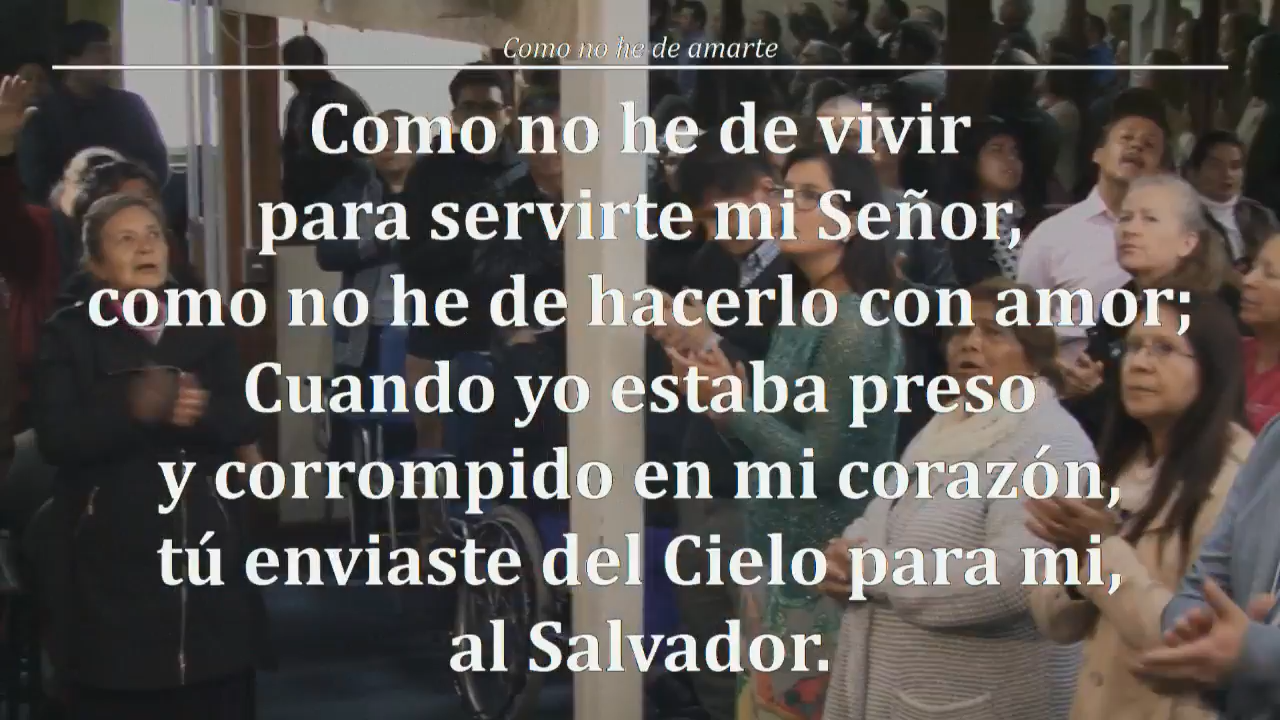 Como no he de amarte
Como no he de vivir
para servirte mi Señor,
como no he de hacerlo con amor;
Cuando yo estaba preso
y corrompido en mi corazón,
tú enviaste del Cielo para mi,
al Salvador.